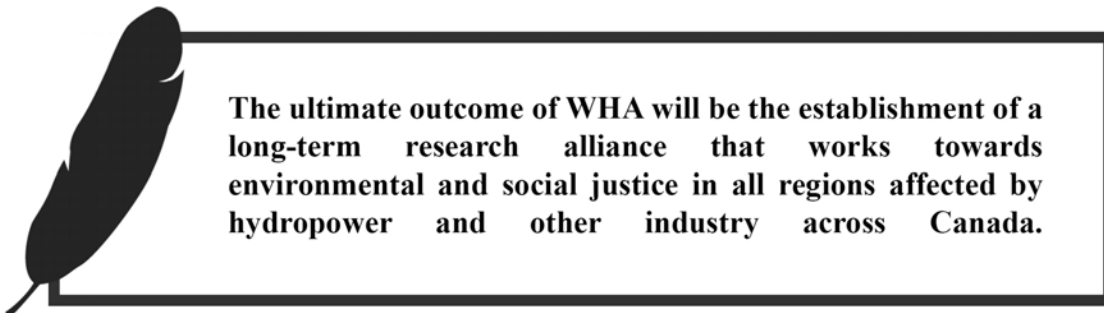 The ultimate outcome of WHA will be the establishment of a
long-term research alliance that works towards
environmental and social justice in all regions affected by
hydropower and other industry across Canada.